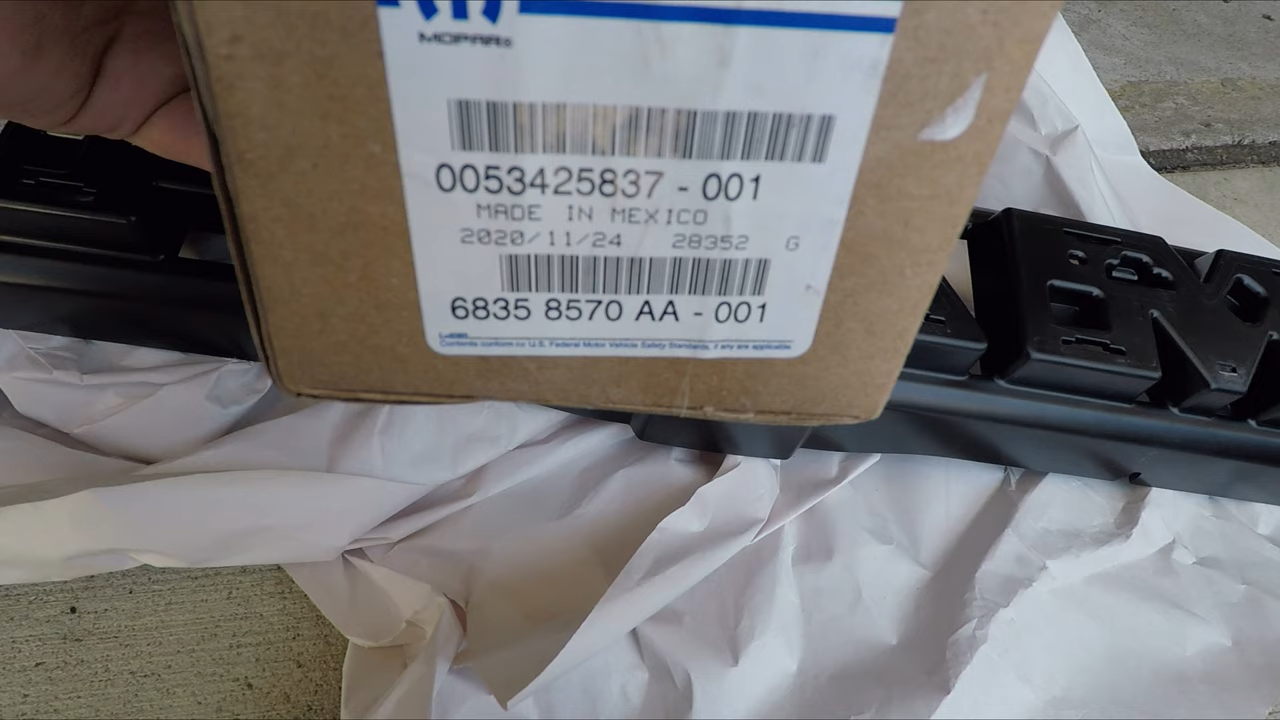 MOPAR®
0053425837 - 001
MADE IN MEXICO
2020/11/24 28352 G
6835 8570 AA - 001
Contents conform to U.S. Federal Motor Vehicle Safety Standards, if any are applicable.